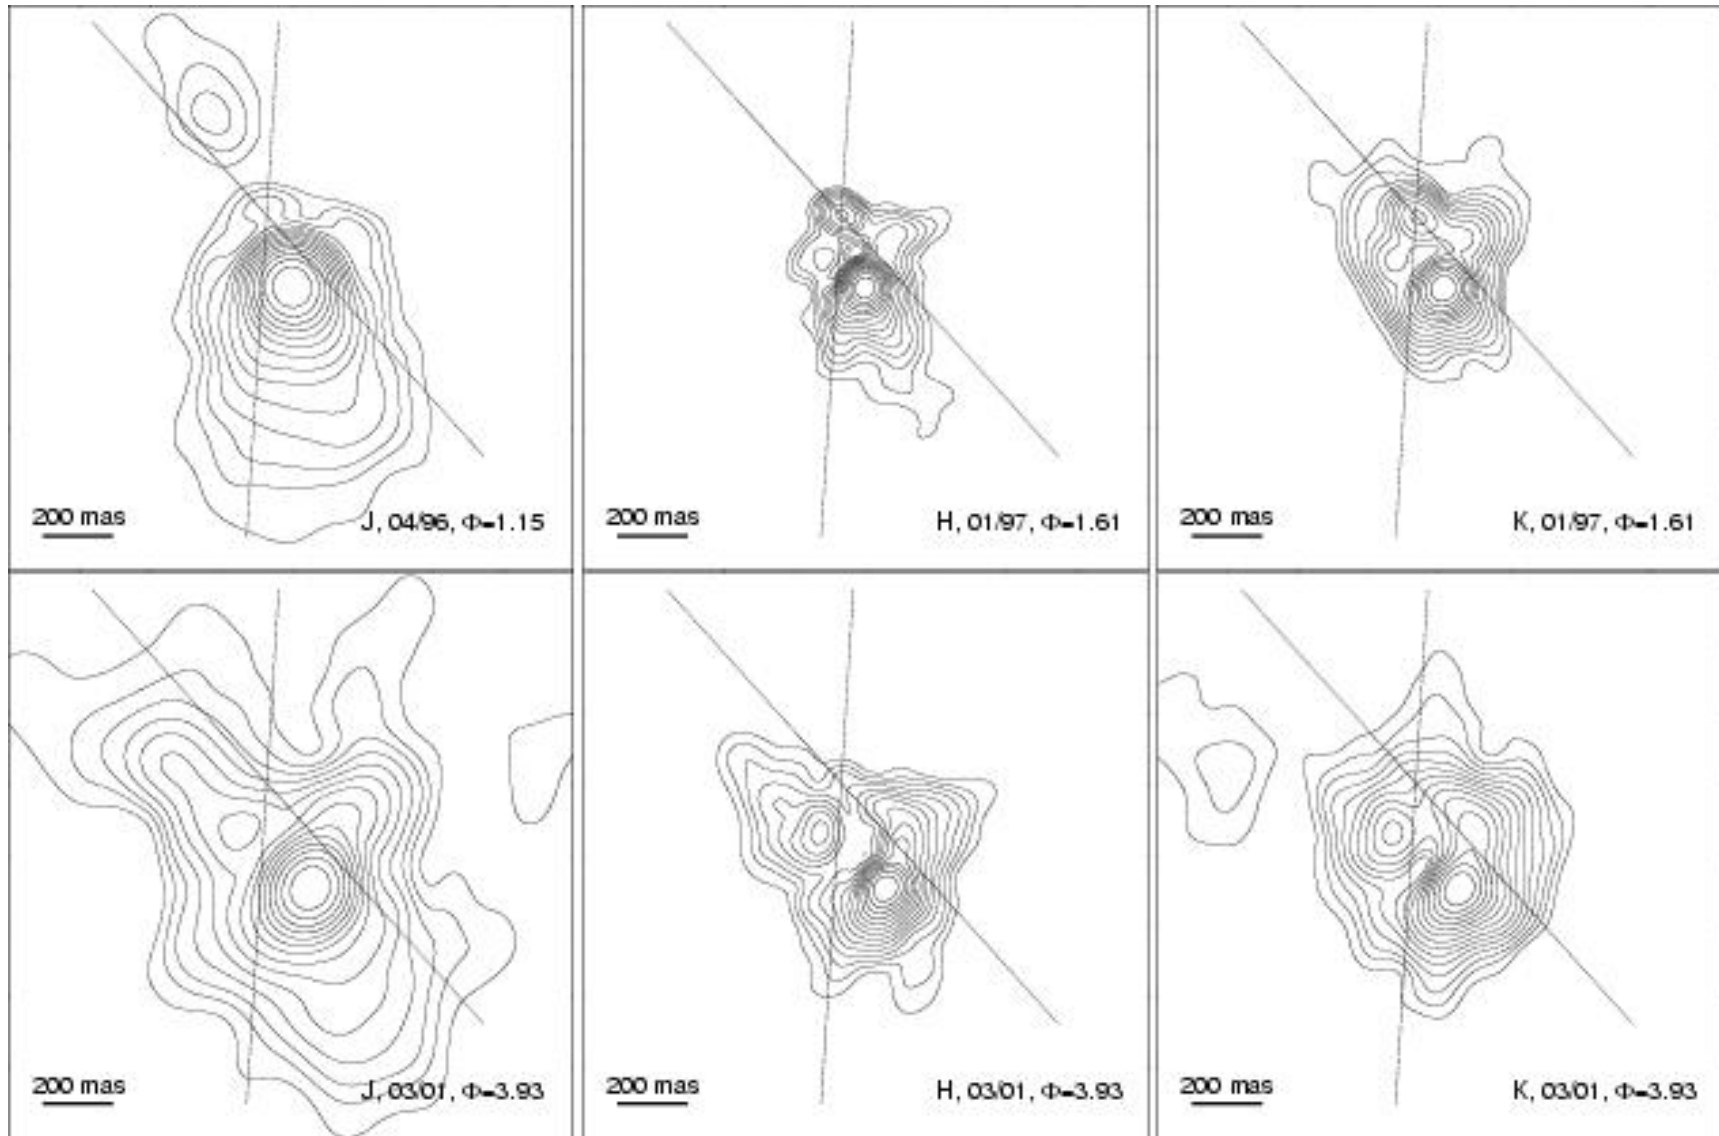 200 mas
J, 04/96, Φ=1.15
200 mas
H, 01/97, Φ=1.61
200 mas
K, 01/97, Φ=1.61
200 mas
J, 03/01, Φ=3.93
200 mas
H, 03/01, Φ=3.93
200 mas
K, 03/01, Φ=3.93